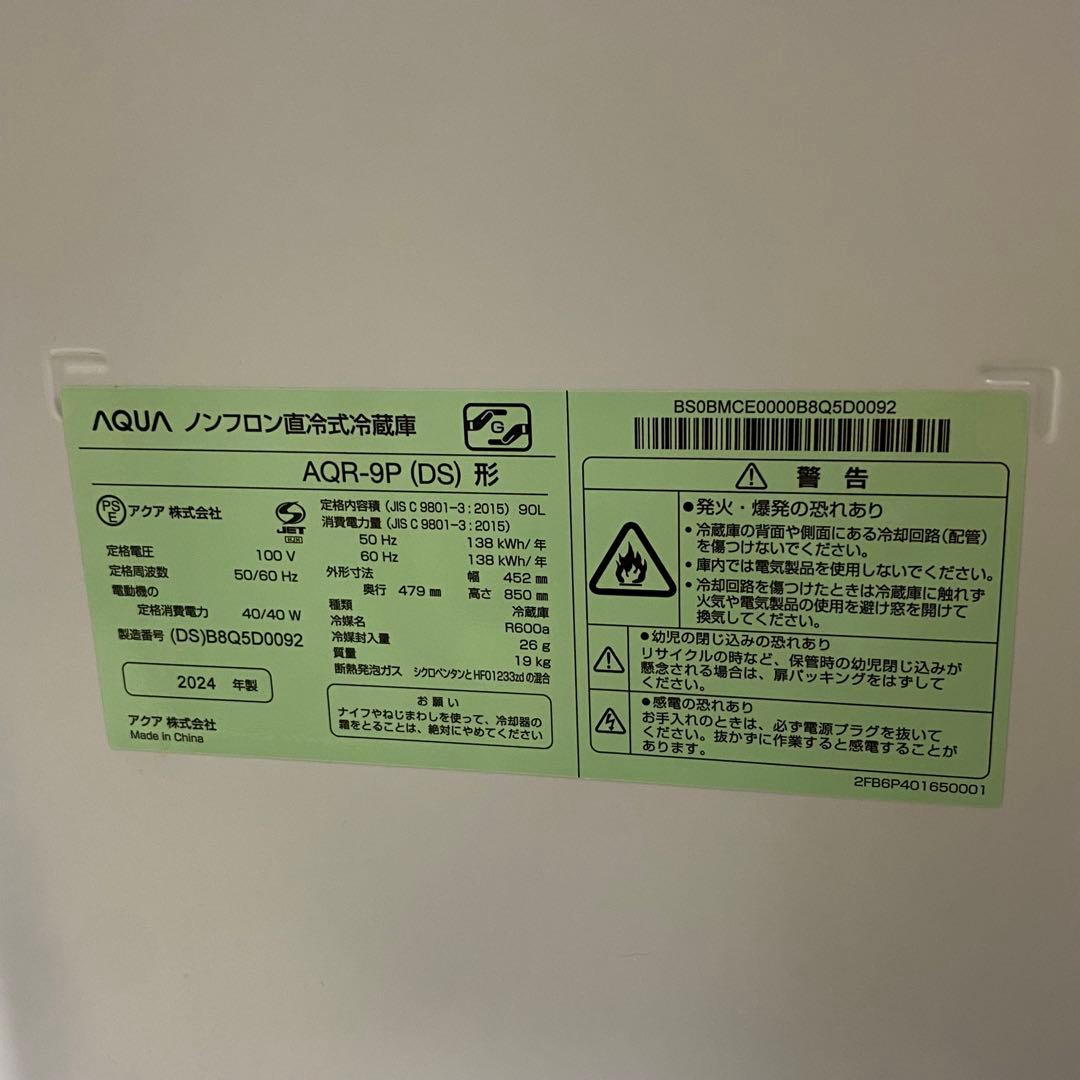 AQUA ノンフロン直冷式冷蔵庫
G
AQR-9P (DS) 形
PS
E
アクア 株式会社
JET
定格電圧 100 V
定格周波数 50/60 Hz
電動機の
定格消費電力 40/40 W
製造番号 (DS)B8Q5D0092
2024 年製
アクア 株式会社
Made in China
定格内容積 (JIS C 9801-3:2015) 90L
消費電力量 (JIS C 9801-3:2015)
50 Hz 138 kWh/年
60 Hz 138 kWh/年
外形寸法 幅 452 mm
奥行 479 mm 高さ 850 mm
種類 冷蔵庫
冷媒名 R600a
冷媒封入量 26 g
質量 19 kg
断熱発泡ガス シクロペンタンとHFO1233zdの混合
お願い
ナイフやねじまわしを使って、冷却器の
霜をとることは、絶対にやめてください
BS0BMCE0000B8Q5D0092
警告
●発火・爆発の恐れあり
・冷蔵庫の背面や側面にある冷却回路(配管)
を傷つけないでください。
・庫内では電気製品を使用しないでください。
・冷却回路を傷つけたときは冷蔵庫に触れず
火気や電気製品の使用を避け窓を開けて
換気してください。
●幼児の閉じ込みの恐れあり
リサイクルの時など、保管時の幼児閉じ込みが
懸念される場合は、扉パッキングをはずして
ください。
●感電の恐れあり
お手入れのときは、必ず電源プラグを抜いて
ください。抜かずに作業すると感電することが
あります。
2FB6P401650001